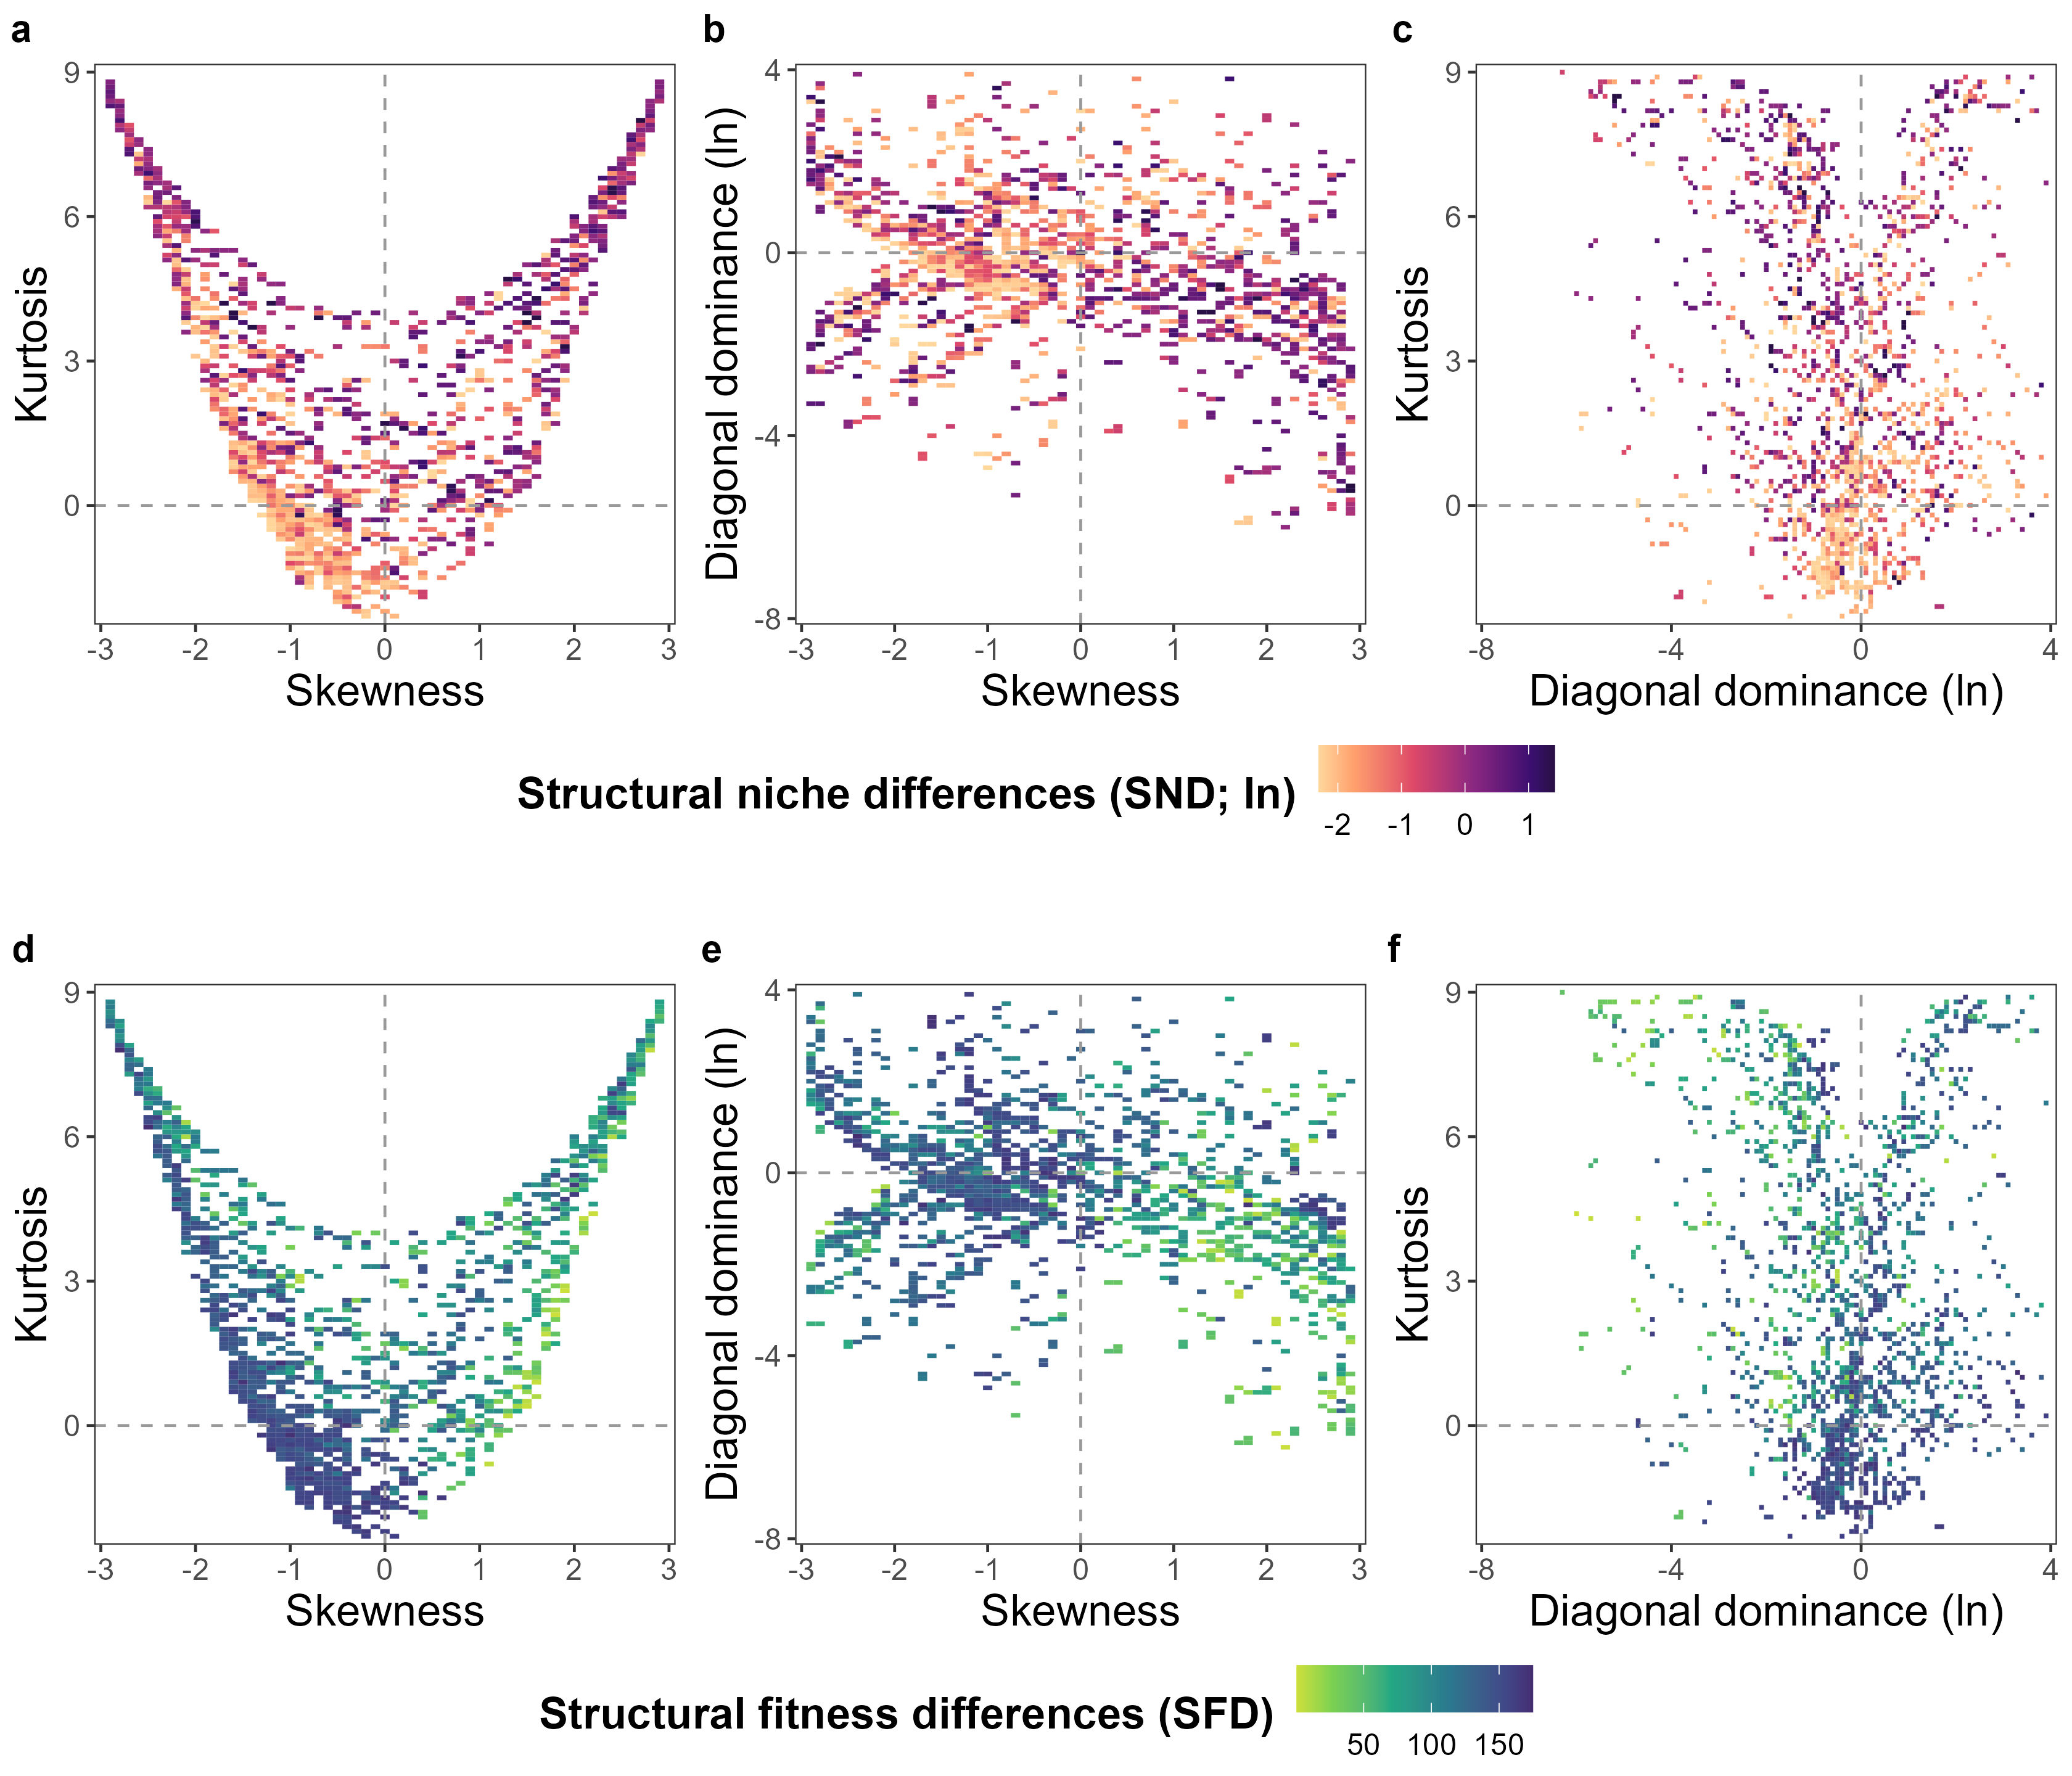 a
b
c
9
6
3
0
Kurtosis
-3 -2 -1 0 1 2 3
Skewness
4
0
-4
-8
Diagonal dominance (ln)
-3 -2 -1 0 1 2 3
Skewness
9
6
3
0
Kurtosis
-8 -4 0 4
Diagonal dominance (ln)
Structural niche differences (SND; ln)
-2 -1 0 1
d
e
f
9
6
3
0
Kurtosis
-3 -2 -1 0 1 2 3
Skewness
4
0
-4
-8
Diagonal dominance (ln)
-3 -2 -1 0 1 2 3
Skewness
9
6
3
0
Kurtosis
-8 -4 0 4
Diagonal dominance (ln)
Structural fitness differences (SFD)
50 100 150